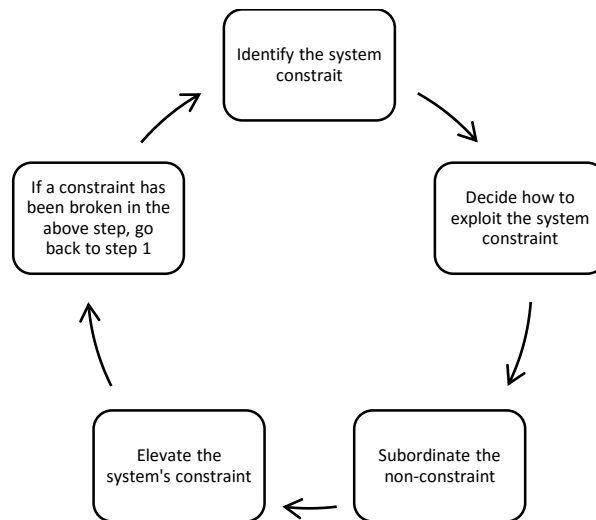 Identify the system
constrait
Decide how to
exploit the system
constraint
Subordinate the
non-constraint
Elevate the
system's constraint
If a constraint has
been broken in the
above step, go
back to step 1